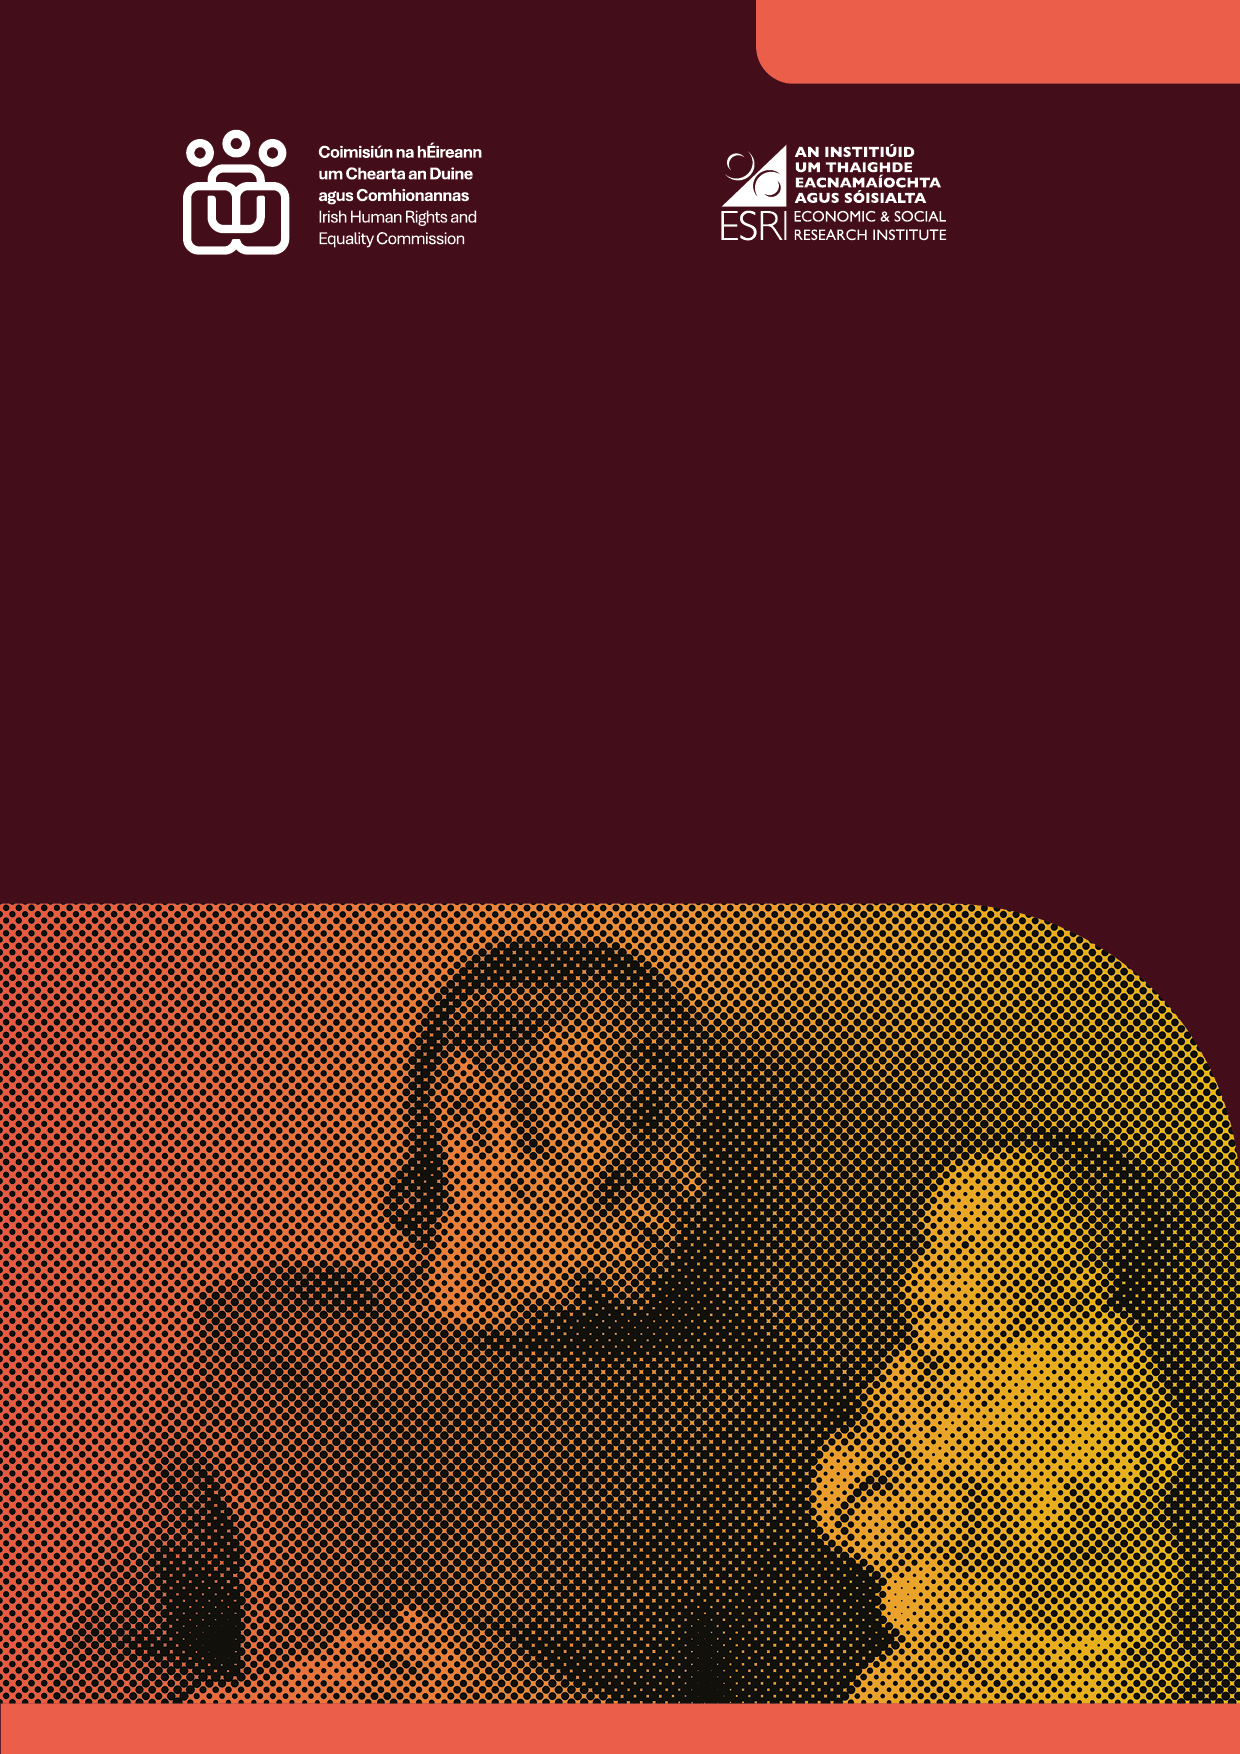 Coimisiún na hÉireann
um Chearta an Duine
agus Comhionannas
Irish Human Rights and
Equality Commission
AN INSTITIÚID
UM THAIGHDE
EACNAMAÍOCHTA
AGUS SÓISIALTA
ESRI ECONOMIC & SOCIAL
RESEARCH INSTITUTE